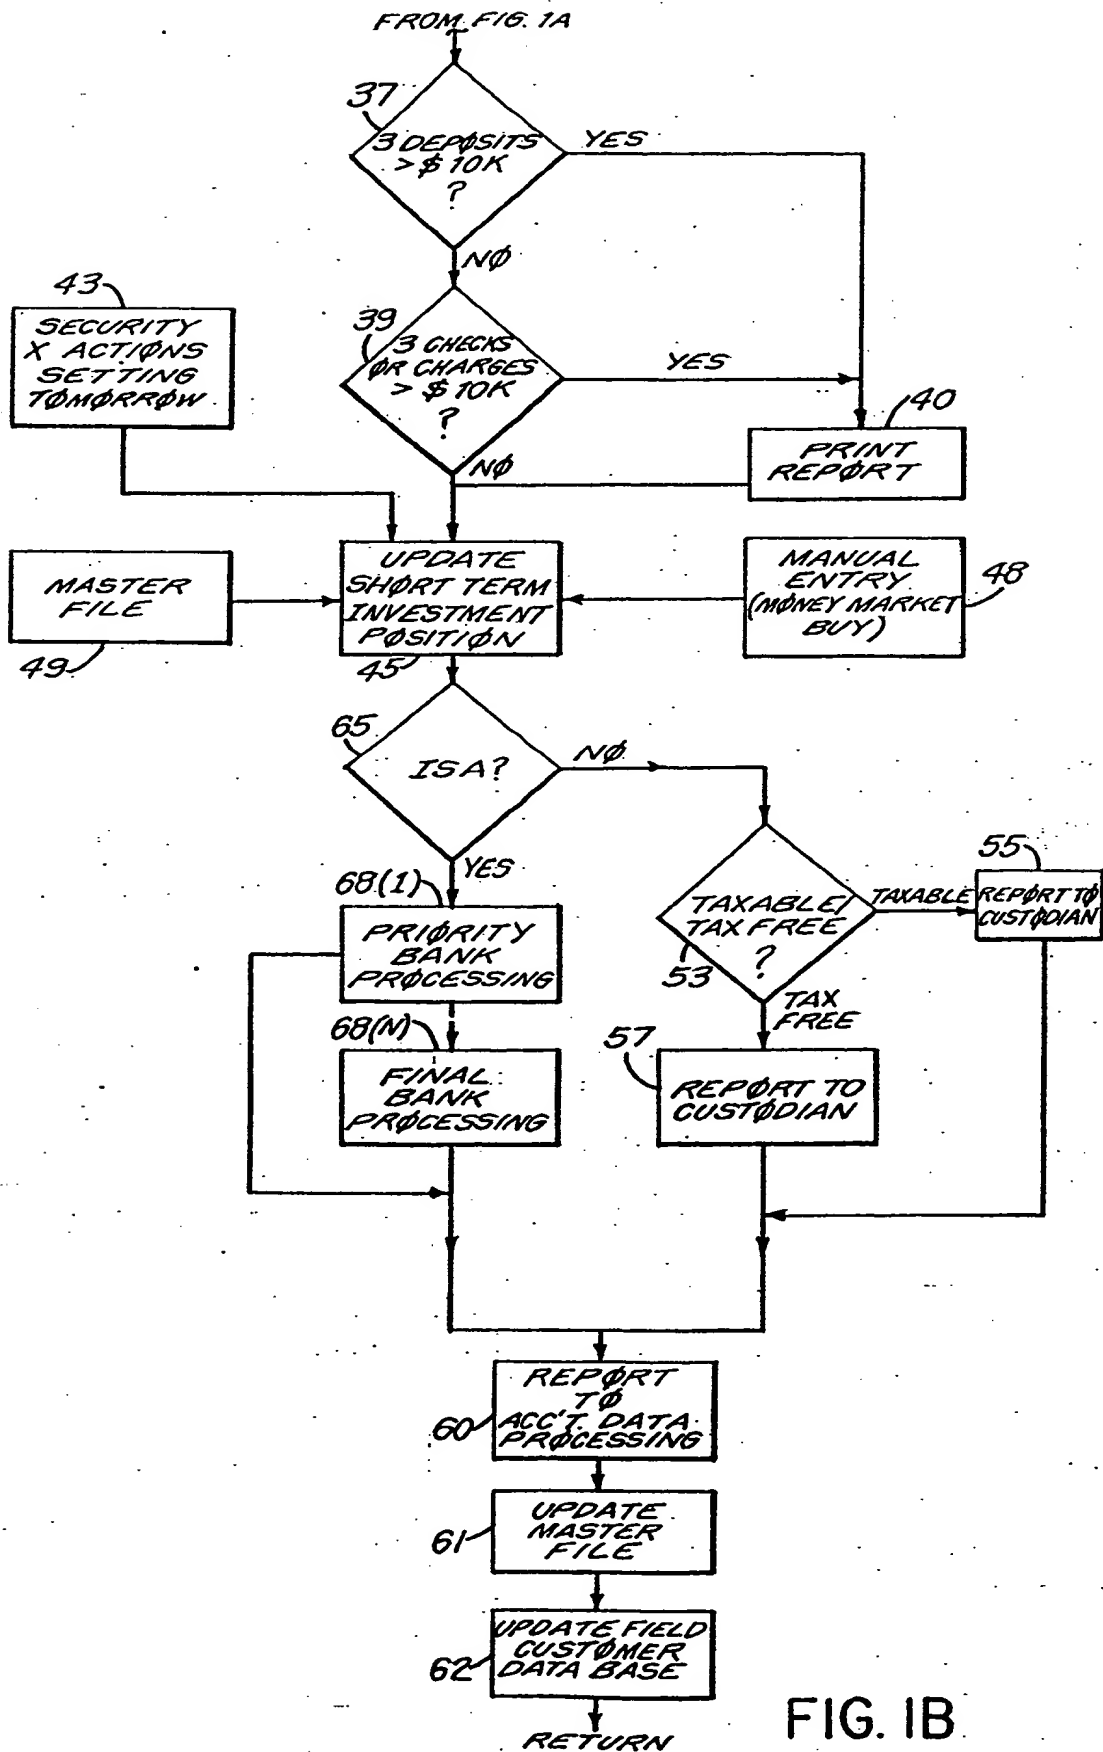 FROM FIG. 1A
37
3 DEPØSITS
> $ 10K
?
YES
NØ
43
SECURITY
X ACTIØNS
SETTING
TØMØRRØW
39
3 CHECKS
ØR CHARGES
> $ 10K
?
YES
NØ
40
PRINT
REPØRT
MASTER
FILE
49
UPDATE
SHØRT TERM
INVESTMENT
PØSITIØN
45
MANUAL
ENTRY
(MØNEY MARKET
BUY)
48
65
ISA?
NØ
YES
68(1)
PRIØRITY
BANK
PRØCESSING
68(N)
FINAL
BANK
PRØCESSING
TAXABLE/
TAX FREE
?
53
TAXABLE
55
REPØRT TØ
CUSTØDIAN
TAX
FREE
57
REPØRT TO
CUSTØDIAN
REPØRT
TØ
ACC'T. DATA
PRØCESSING
60
UPDATE
MASTER
FILE
61
UPDATE FIELD
CUSTØMER
DATA BASE
62
RETURN
FIG. 1B